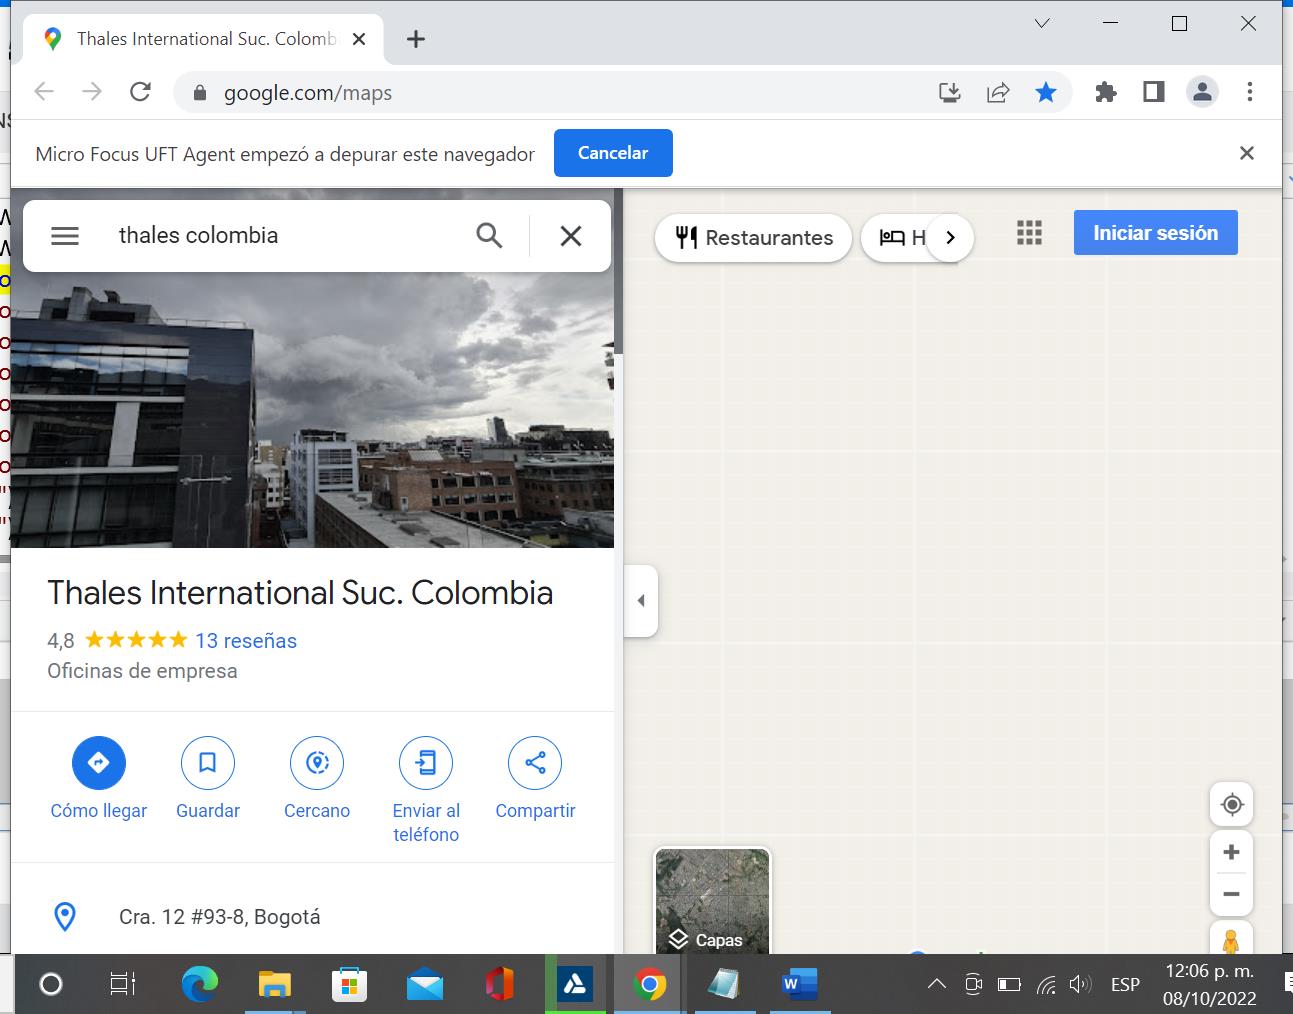 Thales International Suc. Colomb
google.com/maps
Micro Focus UFT Agent empezó a depurar este navegador
Cancelar
thales colombia
Restaurantes
H
Iniciar sesión
Thales International Suc. Colombia
4,8
13 reseñas
Oficinas de empresa
Cómo llegar
Guardar
Cercano
Enviar al
teléfono
Compartir
Cra. 12 #93-8, Bogotá
Capas
ESP
12:06 p. m.
08/10/2022